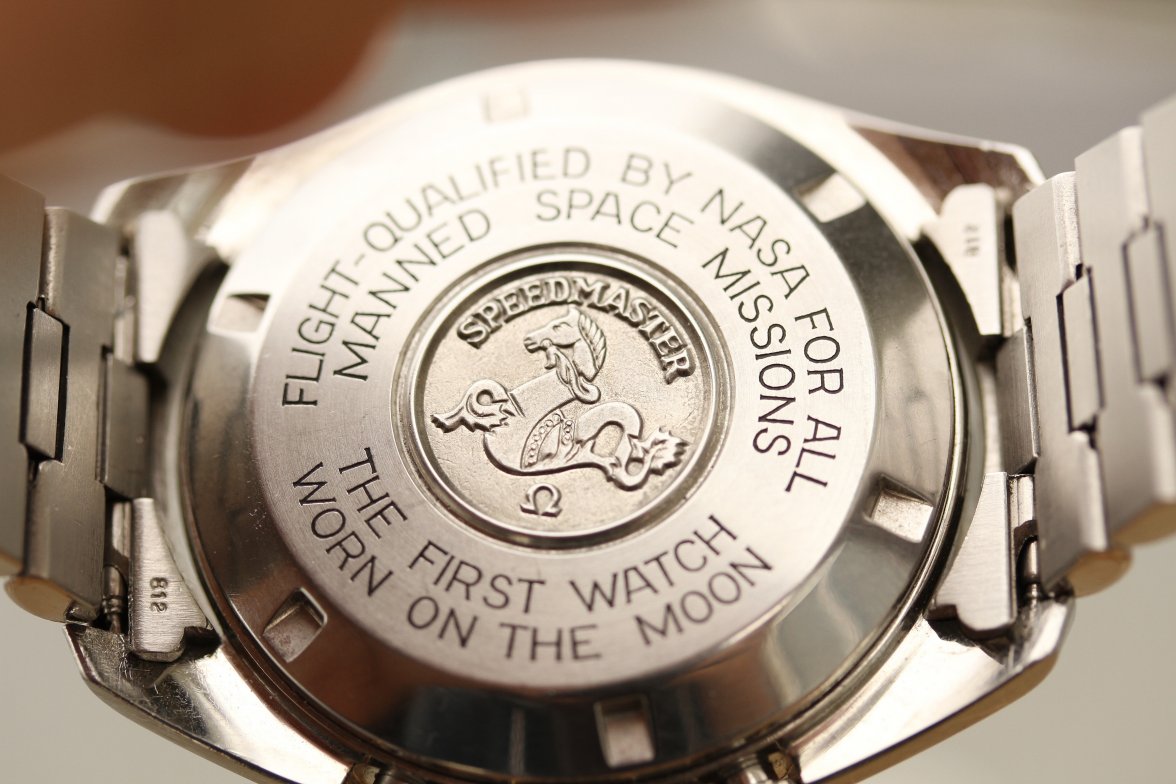 FLIGHT-QUALIFIED BY NASA FOR ALL
MANNED SPACE MISSIONS
SPEEDMASTER
Ω
THE FIRST WATCH
WORN ON THE MOON
812
812